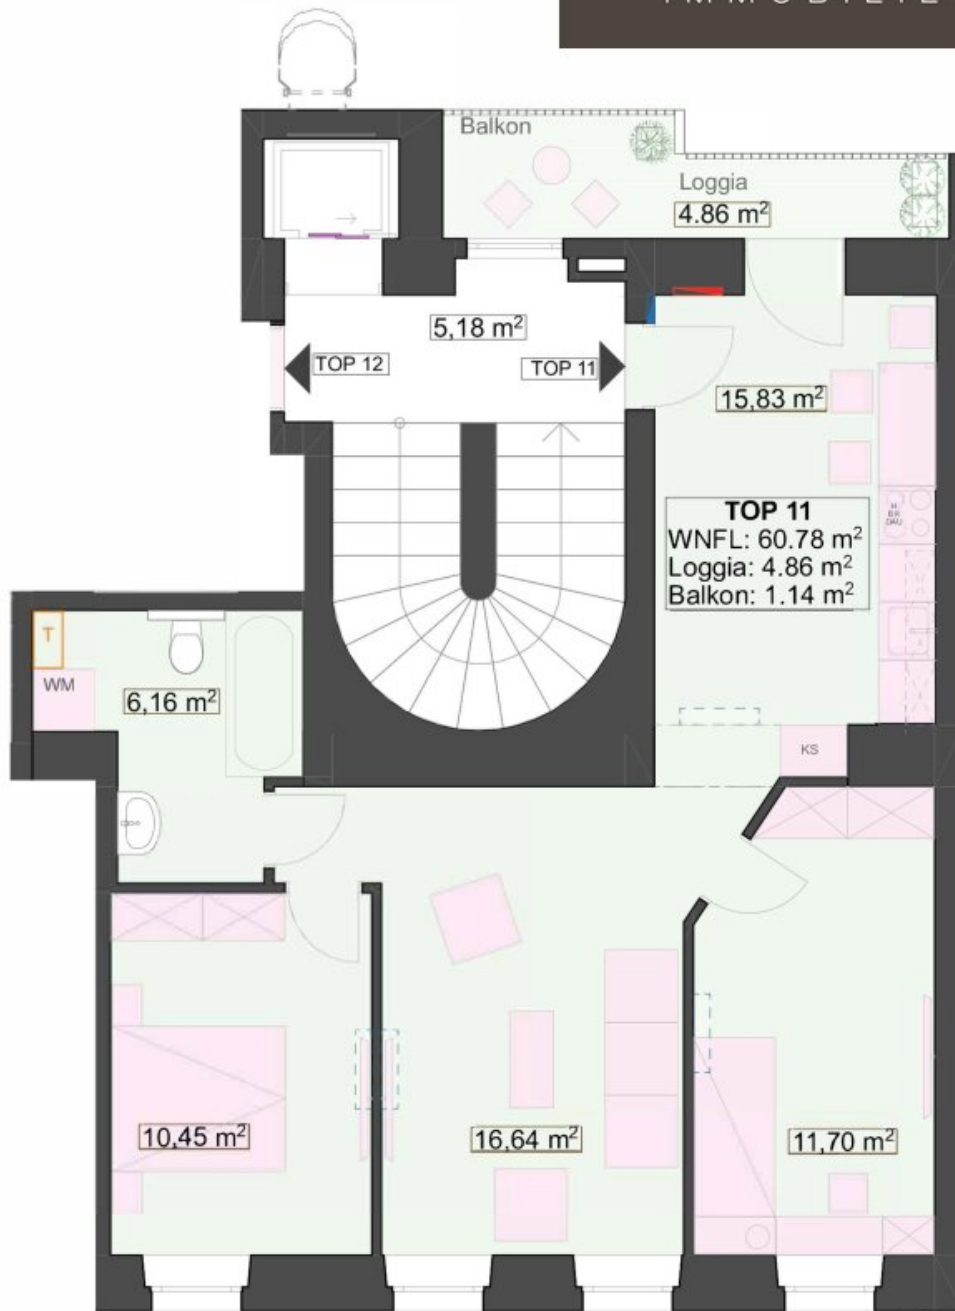 Balkon
Loggia
4.86 m²
5,18 m²
TOP 12
TOP 11
15,83 m²
TOP 11
WNFL: 60.78 m²
Loggia: 4.86 m²
Balkon: 1.14 m²
T
WM
6,16 m²
KS
10,45 m²
16,64 m²
11,70 m²